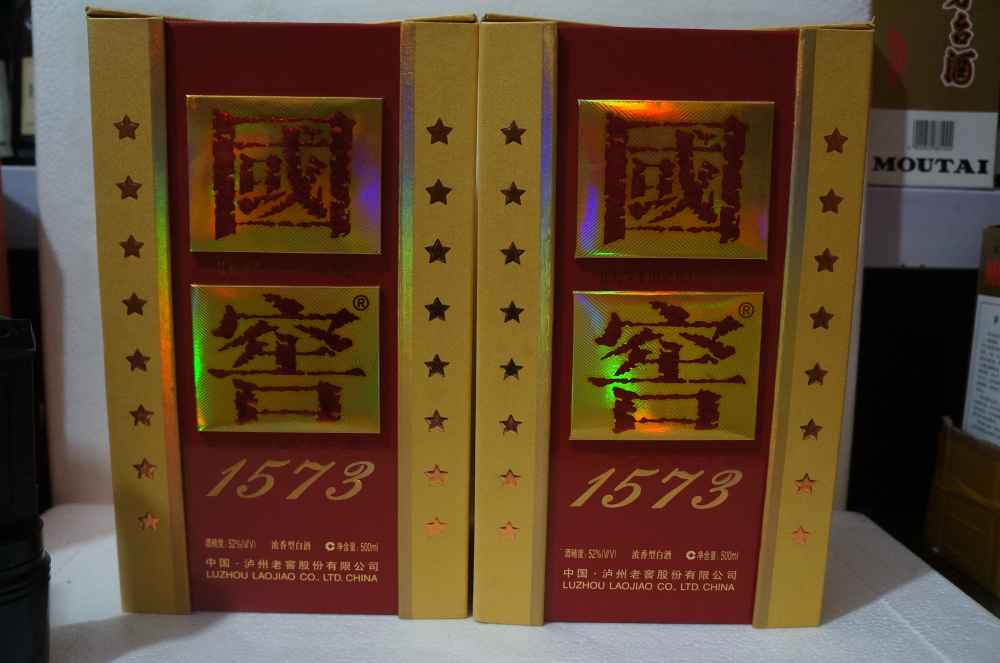 國
窖®
1573
酒精度: 52%(V/V) 浓香型白酒 净含量: 500ml
中国·泸州老窖股份有限公司
LUZHOU LAOJIAO CO., LTD. CHINA
國
窖®
1573
酒精度: 52%(V/V) 浓香型白酒 净含量: 500ml
中国·泸州老窖股份有限公司
LUZHOU LAOJIAO CO., LTD. CHINA
台酒
MOUTAI